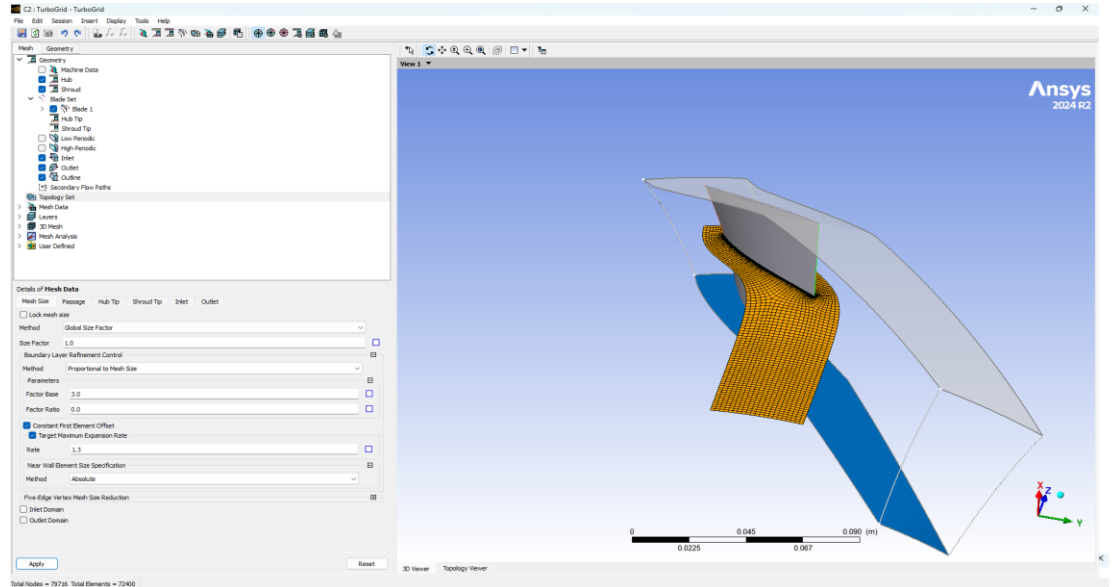 C2 : TurboGrid - TurboGrid
File Edit Session Insert Display Tools Help
Mesh Geometry
Geometry
Machine Data
Hub
Shroud
Blade Set
Blade 1
Hub Tip
Shroud Tip
Low Periodic
High Periodic
Inlet
Outlet
Outline
Secondary Flow Paths
Topology Set
Mesh Data
Layers
3D Mesh
Mesh Analysis
User Defined
Details of Mesh Data
Mesh Size Passage Hub Tip Shroud Tip Inlet Outlet
Lock mesh size
Method Global Size Factor
Size Factor 1.0
Boundary Layer Refinement Control
Method Proportional to Mesh Size
Parameters
Factor Base 3.0
Factor Ratio 0.0
Constant First Element Offset
Target Maximum Expansion Rate
Rate 1.3
Near Wall Element Size Specification
Method Absolute
Five-Edge Vertex Mesh Size Reduction
Inlet Domain
Outlet Domain
Apply Reset
Total Nodes = 79716 Total Elements = 72400
View 1
Ansys
2024 R2
X
Z
Y
0 0.045 0.090 (m)
0.0225 0.067
3D Viewer Topology Viewer